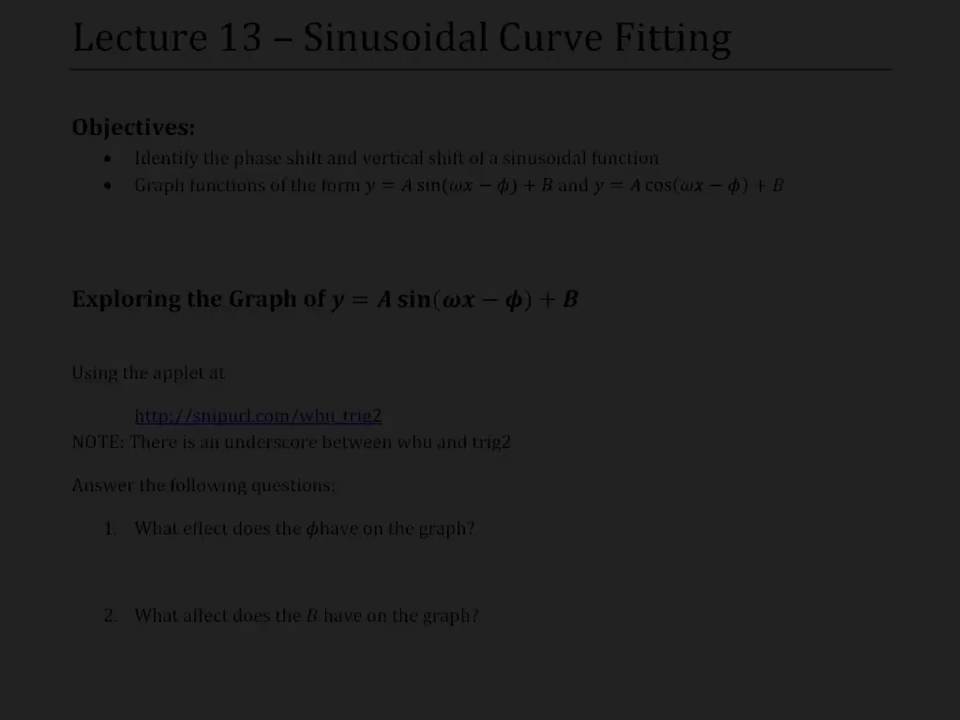 Lecture 13 – Sinusoidal Curve Fitting
Objectives:
• Identify the phase shift and vertical shift of a sinusoidal function
• Graph functions of the form y = A sin(ωx − ϕ) + B and y = A cos(ωx − ϕ) + B
Exploring the Graph of y = A sin(ωx − ϕ) + B
Using the applet at
http://snipurl.com/wbu_trig2
NOTE: There is an underscore between wbu and trig2
Answer the following questions:
1. What effect does the ϕhave on the graph?
2. What affect does the B have on the graph?